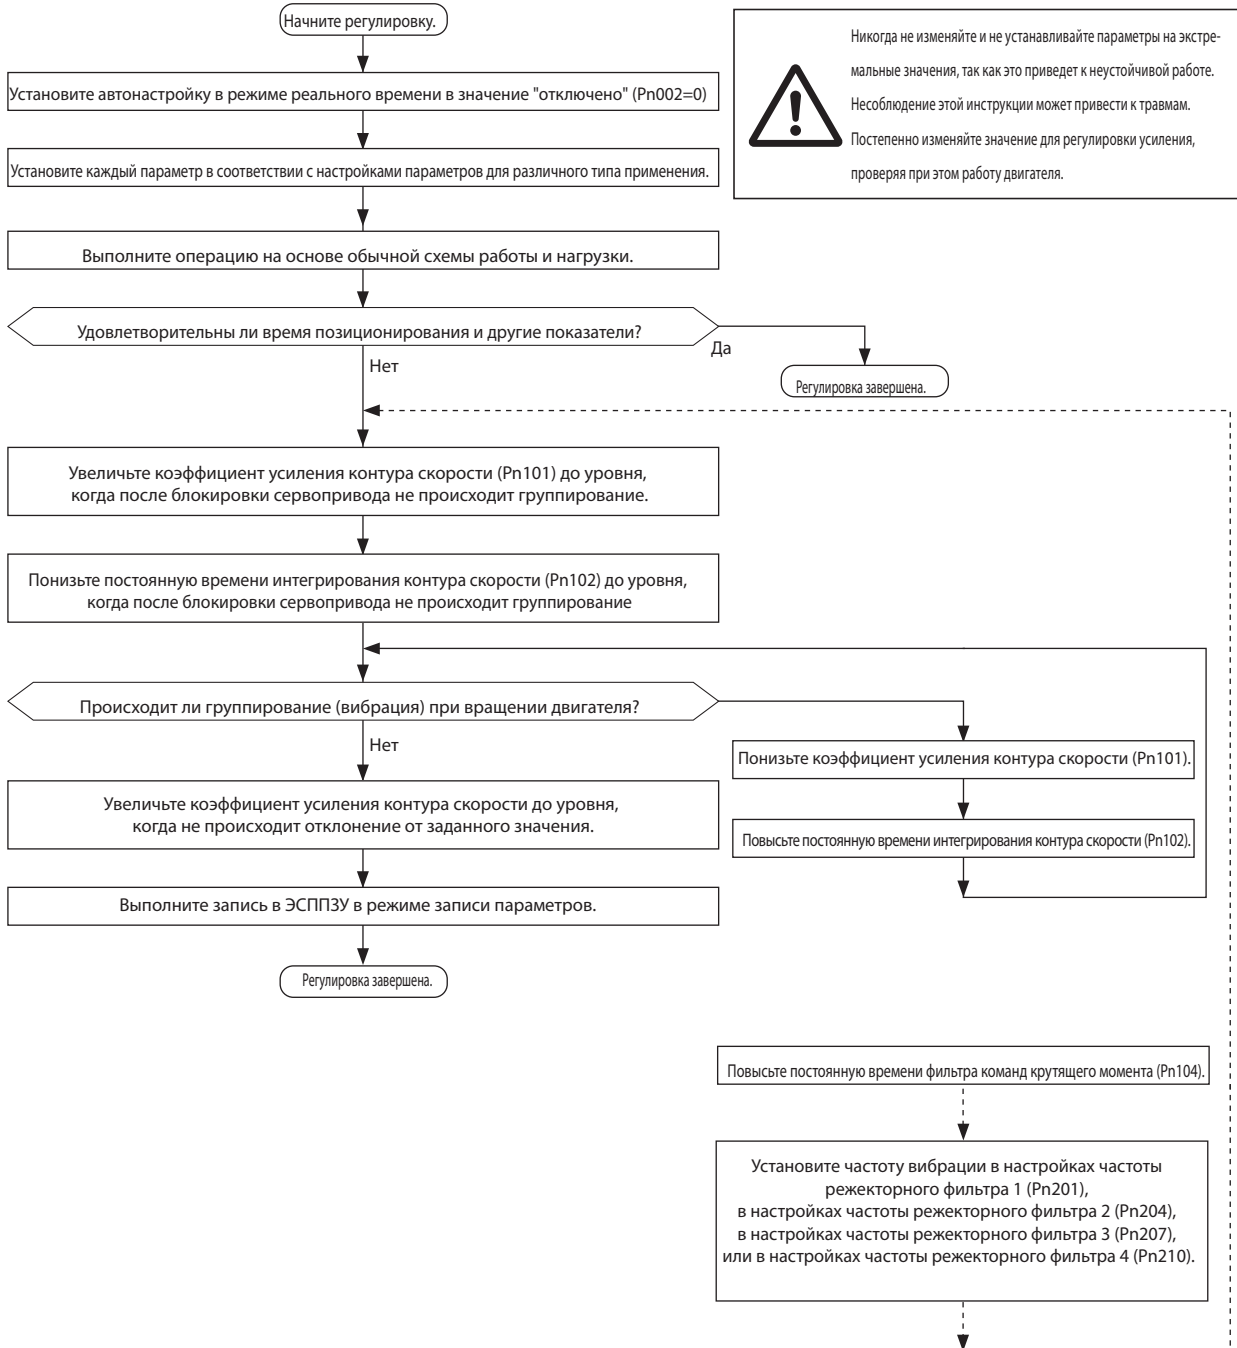 Начните регулировку.
Никогда не изменяйте и не устанавливайте параметры на экстре-
мальные значения, так как это приведет к неустойчивой работе.
Несоблюдение этой инструкции может привести к травмам.
Постепенно изменяйте значение для регулировки усиления,
проверяя при этом работу двигателя.
Установите автонастройку в режиме реального времени в значение "отключено" (Pn002=0)
Установите каждый параметр в соответствии с настройками параметров для различного типа применения.
Выполните операцию на основе обычной схемы работы и нагрузки.
Удовлетворительны ли время позиционирования и другие показатели?
Да
Нет
Регулировка завершена.
Увеличьте коэффициент усиления контура скорости (Pn101) до уровня,
когда после блокировки сервопривода не происходит группирование.
Понизьте постоянную времени интегрирования контура скорости (Pn102) до уровня,
когда после блокировки сервопривода не происходит группирование
Происходит ли группирование (вибрация) при вращении двигателя?
Нет
Понизьте коэффициент усиления контура скорости (Pn101).
Увеличьте коэффициент усиления контура скорости до уровня,
когда не происходит отклонение от заданного значения.
Повысьте постоянную времени интегрирования контура скорости (Pn102).
Выполните запись в ЭСППЗУ в режиме записи параметров.
Регулировка завершена.
Повысьте постоянную времени фильтра команд крутящего момента (Pn104).
Установите частоту вибрации в настройках частоты
режекторного фильтра 1 (Pn201),
в настройках частоты режекторного фильтра 2 (Pn204),
в настройках частоты режекторного фильтра 3 (Pn207),
или в настройках частоты режекторного фильтра 4 (Pn210).